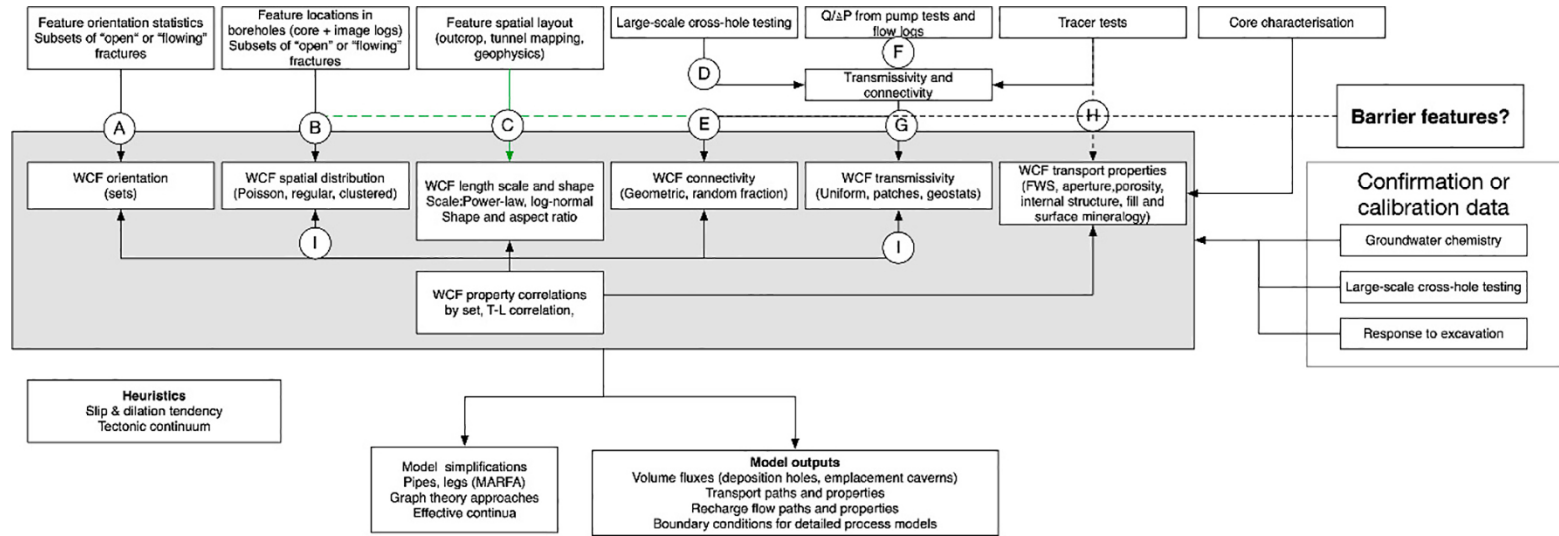 Feature orientation statistics
Subsets of "open" or "flowing"
fractures
Feature locations in
boreholes (core + image logs)
Subsets of "open" or "flowing"
fractures
Feature spatial layout
(outcrop, tunnel mapping,
geophysics)
Large-scale cross-hole testing
Q/ΔP from pump tests and
flow logs
Tracer tests
Core characterisation
F
D
Transmissivity and
connectivity
A
B
C
E
G
H
Barrier features?
WCF orientation
(sets)
WCF spatial distribution
(Poisson, regular, clustered)
WCF length scale and shape
Scale:Power-law, log-normal
Shape and aspect ratio
WCF connectivity
(Geometric, random fraction)
WCF transmissivity
(Uniform, patches, geostats)
WCF transport properties
(FWS, aperture,porosity,
internal structure, fill and
surface mineralogy)
I
I
WCF property correlations
by set, T-L correlation,
Confirmation or
calibration data
Groundwater chemistry
Large-scale cross-hole testing
Response to excavation
Heuristics
Slip & dilation tendency
Tectonic continuum
Model simplifications
Pipes, legs (MARFA)
Graph theory approaches
Effective continua
Model outputs
Volume fluxes (deposition holes, emplacement caverns)
Transport paths and properties
Recharge flow paths and properties
Boundary conditions for detailed process models